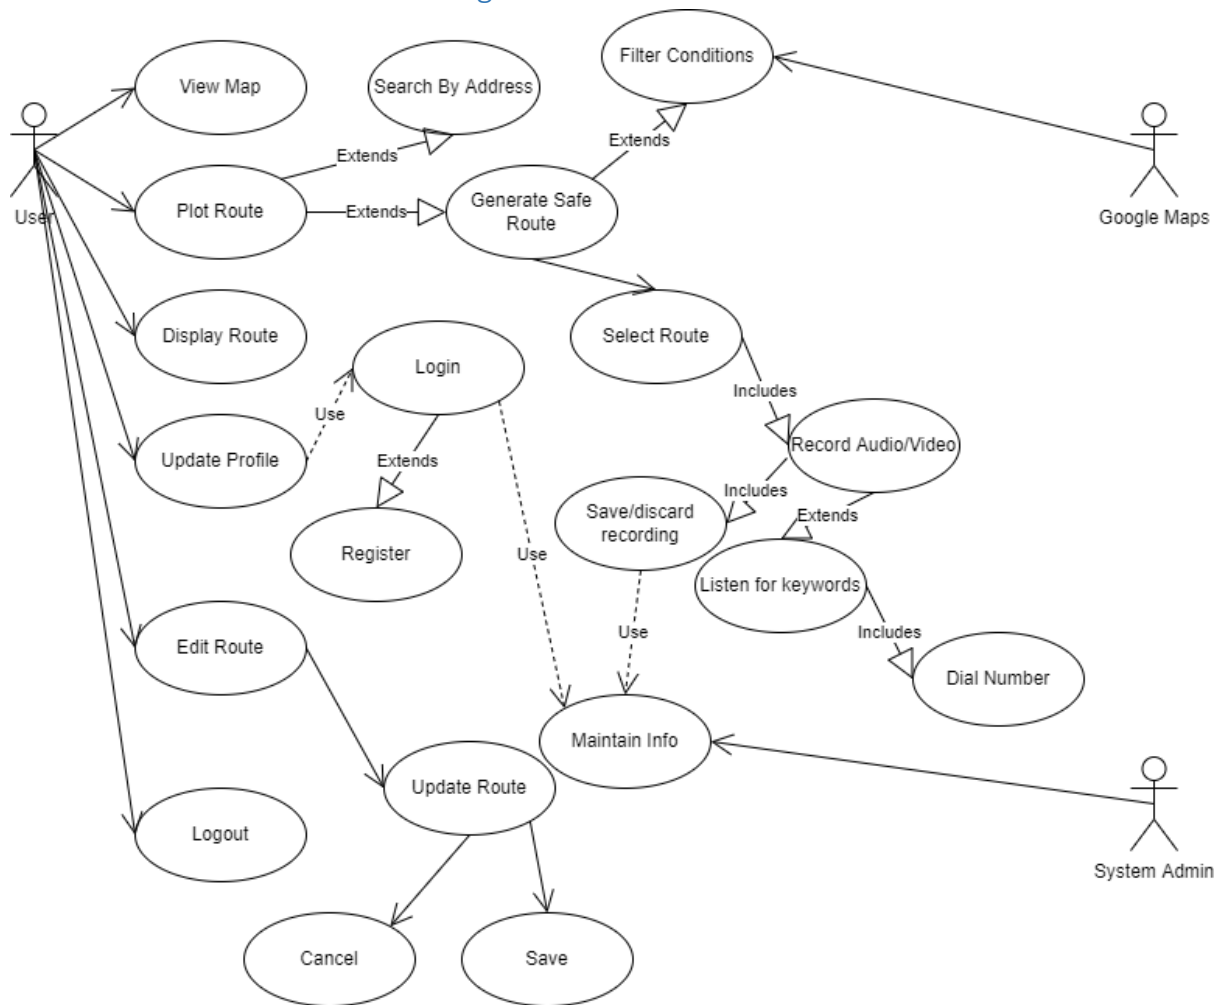 Filter Conditions
View Map
Search By Address
Extends
Extends
Google Maps
User
Plot Route
Extends
Generate Safe
Route
Display Route
Select Route
Login
Includes
Use
Update Profile
Extends
Record Audio/Video
Includes
Save/discard
recording
Extends
Register
Use
Listen for keywords
Use
Includes
Edit Route
Dial Number
Maintain Info
Update Route
Logout
System Admin
Cancel
Save